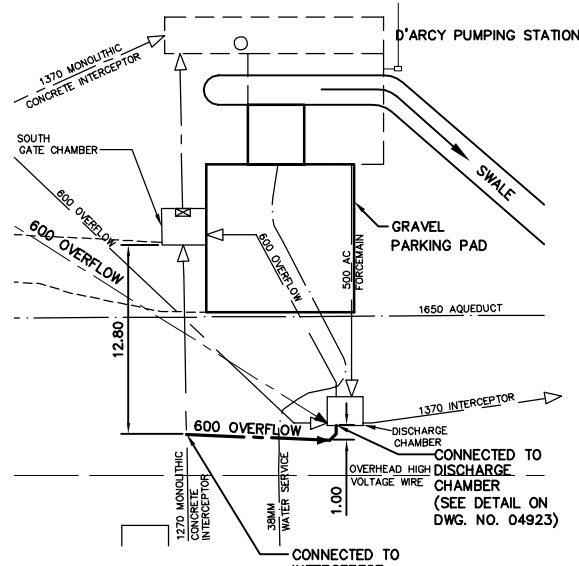 D'ARCY PUMPING STATION
1370 MONOLITHIC
CONCRETE INTERCEPTOR
SOUTH
GATE CHAMBER
SWALE
600 OVERFLOW
600 OVERFLOW
600 OVERFLOW
500 AC
FORCEMAIN
GRAVEL
PARKING PAD
1650 AQUEDUCT
12.80
1370 INTERCEPTOR
600 OVERFLOW
DISCHARGE
CHAMBER
CONNECTED TO
DISCHARGE
CHAMBER
(SEE DETAIL ON
DWG. NO. 04923)
OVERHEAD HIGH
VOLTAGE WIRE
1.00
1270 MONOLITHIC
CONCRETE
INTERCEPTOR
38MM
WATER SERVICE
CONNECTED TO